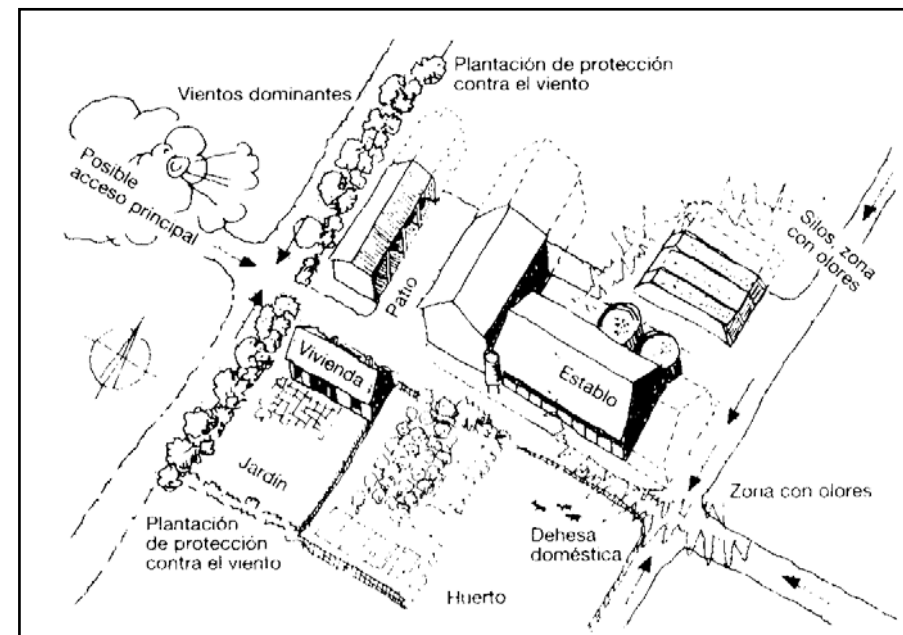 Plantación de protección
contra el viento
Vientos dominantes
Posible
acceso principal
Silos, zona
con olores
Patio
Vivienda
Establo
Jardín
Zona con olores
Plantación
de protección
contra el viento
Dehesa
doméstica
Huerto